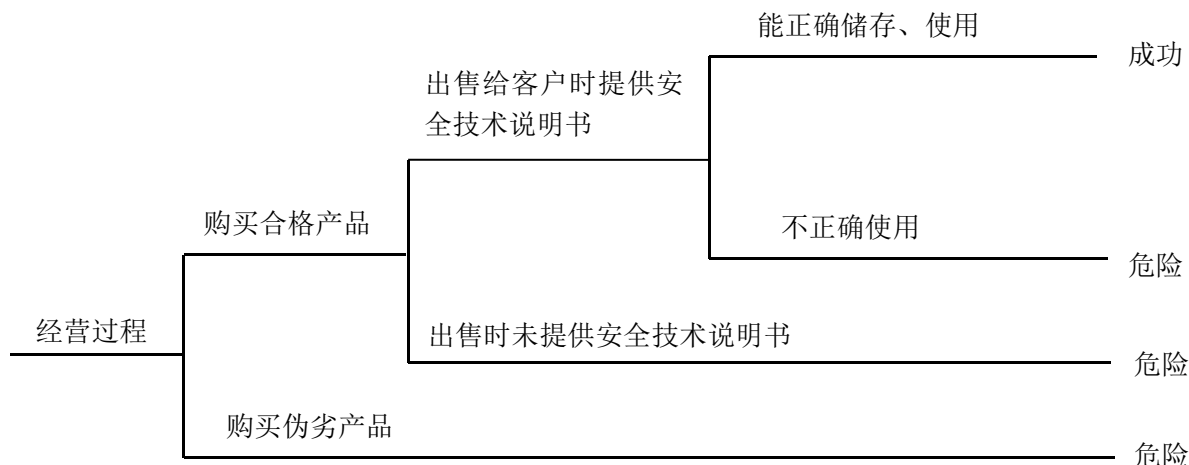 能正确储存、使用
成功
出售给客户时提供安
全技术说明书
购买合格产品
不正确使用
危险
经营过程
出售时未提供安全技术说明书
危险
购买伪劣产品
危险